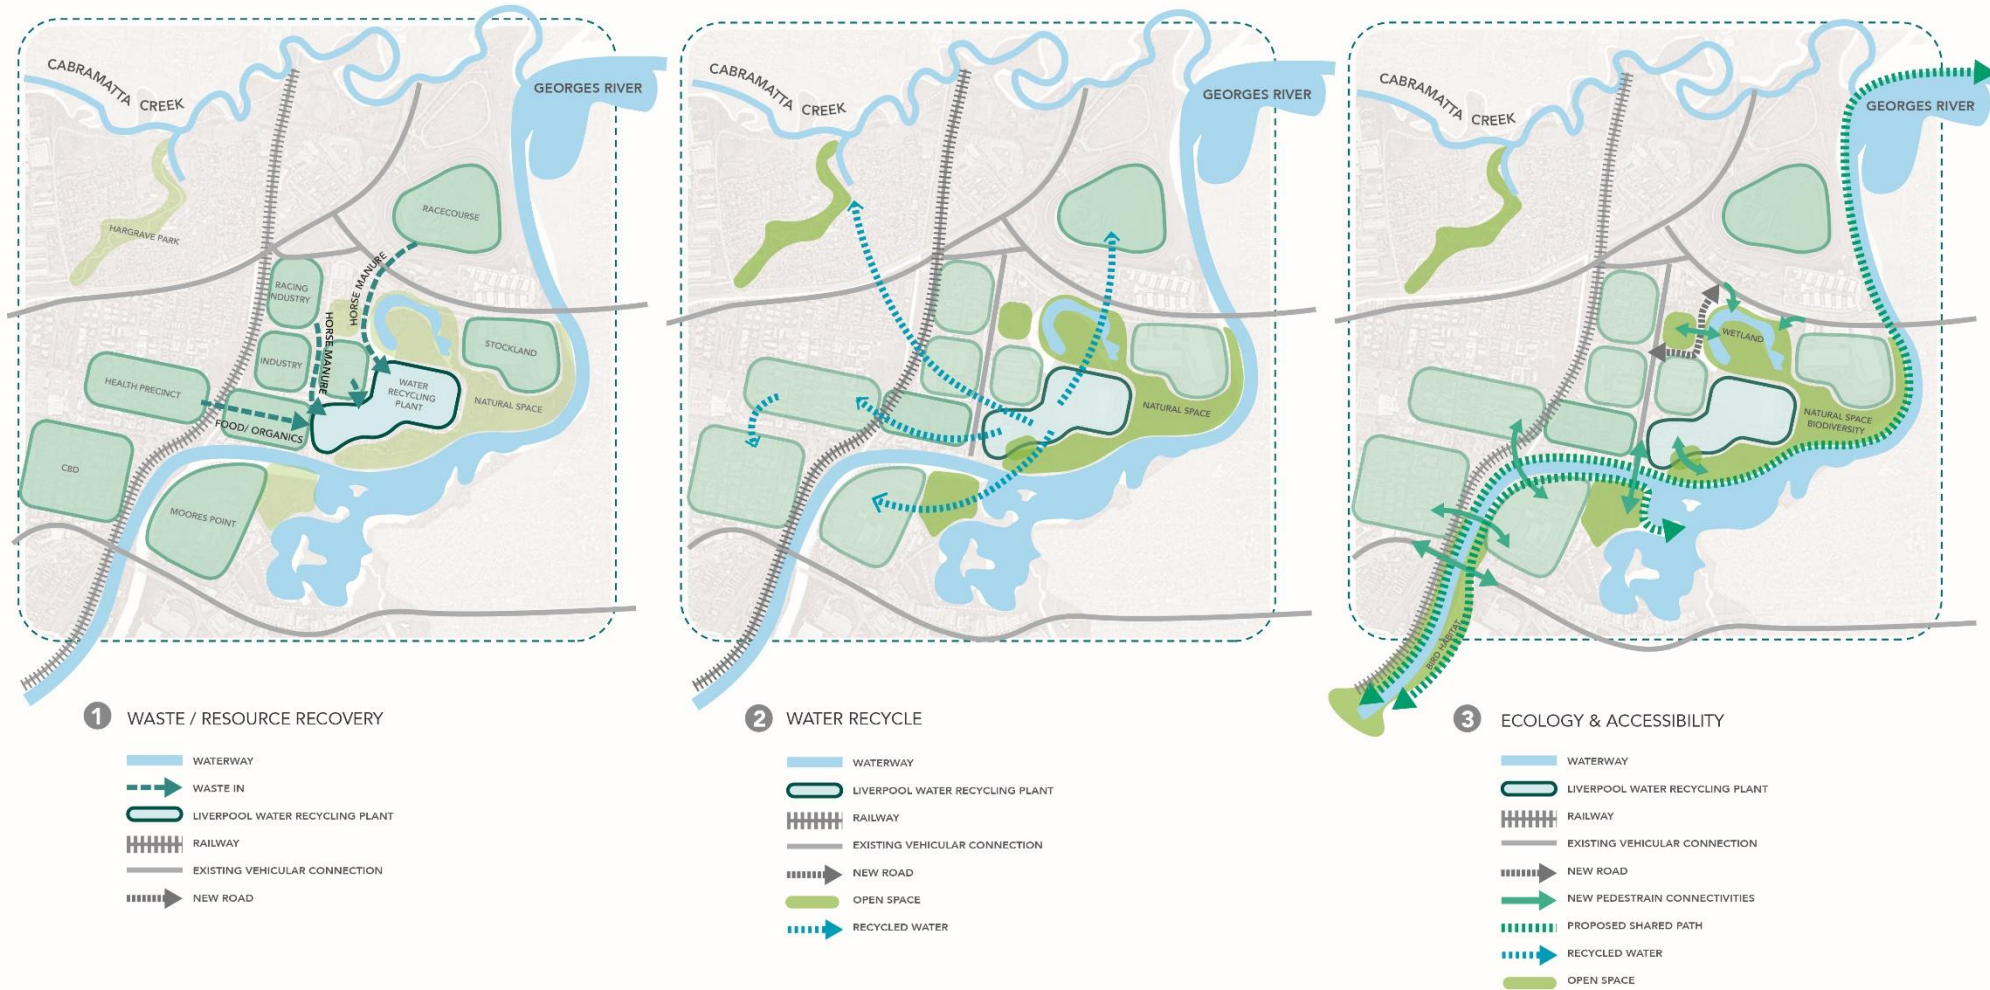 CABRAMATTA
CREEK
GEORGES RIVER
RACECOURSE
HARGRAVE PARK
HORSE MANURE
RACING
INDUSTRY
HORSE MANURE
INDUSTRY
STOCKLAND
HEALTH PRECINCT
WATER
RECYCLING
PLANT
NATURAL SPACE
FOOD/ ORGANICS
CBD
MOORES POINT
1 WASTE / RESOURCE RECOVERY
WATERWAY
WASTE IN
LIVERPOOL WATER RECYCLING PLANT
RAILWAY
EXISTING VEHICULAR CONNECTION
NEW ROAD
CABRAMATTA
CREEK
GEORGES RIVER
NATURAL SPACE
2 WATER RECYCLE
WATERWAY
LIVERPOOL WATER RECYCLING PLANT
RAILWAY
EXISTING VEHICULAR CONNECTION
NEW ROAD
OPEN SPACE
RECYCLED WATER
CABRAMATTA
CREEK
GEORGES RIVER
WETLAND
NATURAL SPACE
BIODIVERSITY
BIRD HABITAT
3 ECOLOGY & ACCESSIBILITY
WATERWAY
LIVERPOOL WATER RECYCLING PLANT
RAILWAY
EXISTING VEHICULAR CONNECTION
NEW ROAD
NEW PEDESTRAIN CONNECTIVITIES
PROPOSED SHARED PATH
RECYCLED WATER
OPEN SPACE